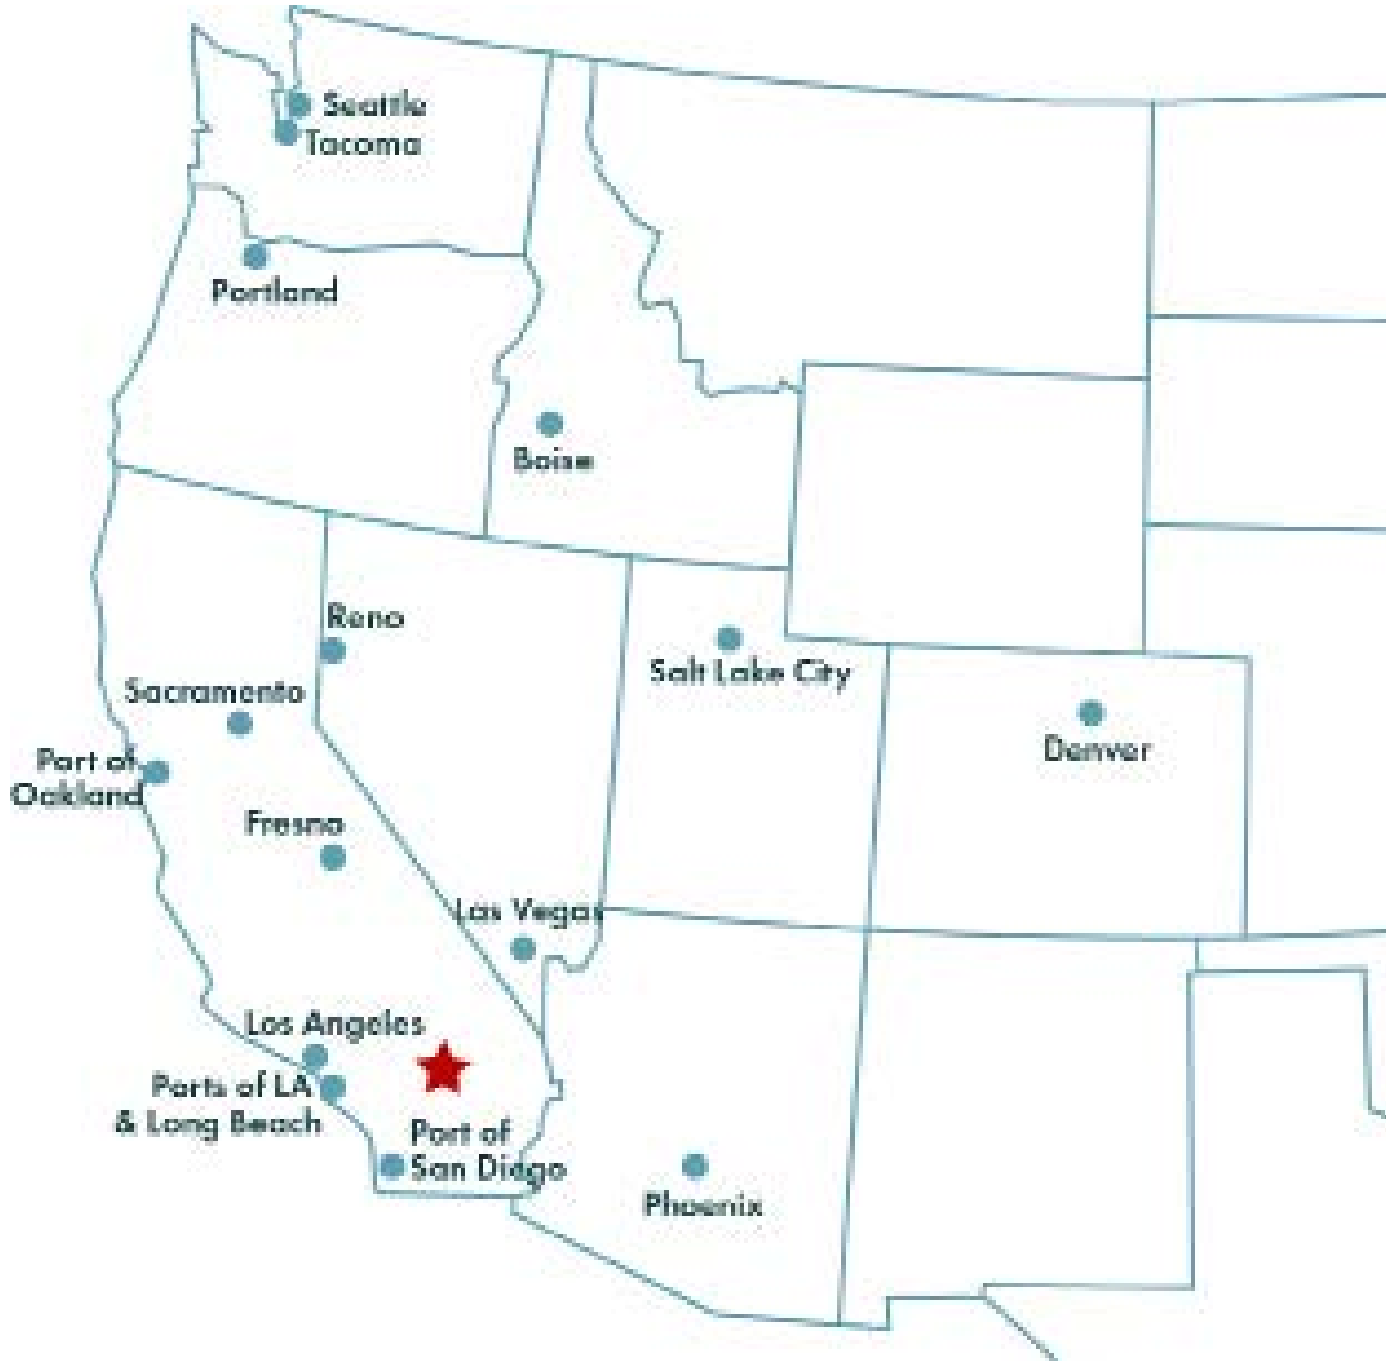 Seattle
Tacoma
Portland
Boise
Reno
Salt Lake City
Sacramento
Denver
Port of
Oakland
Fresno
Las Vegas
Los Angeles
Ports of LA
& Long Beach
Port of
San Diego
Phoenix